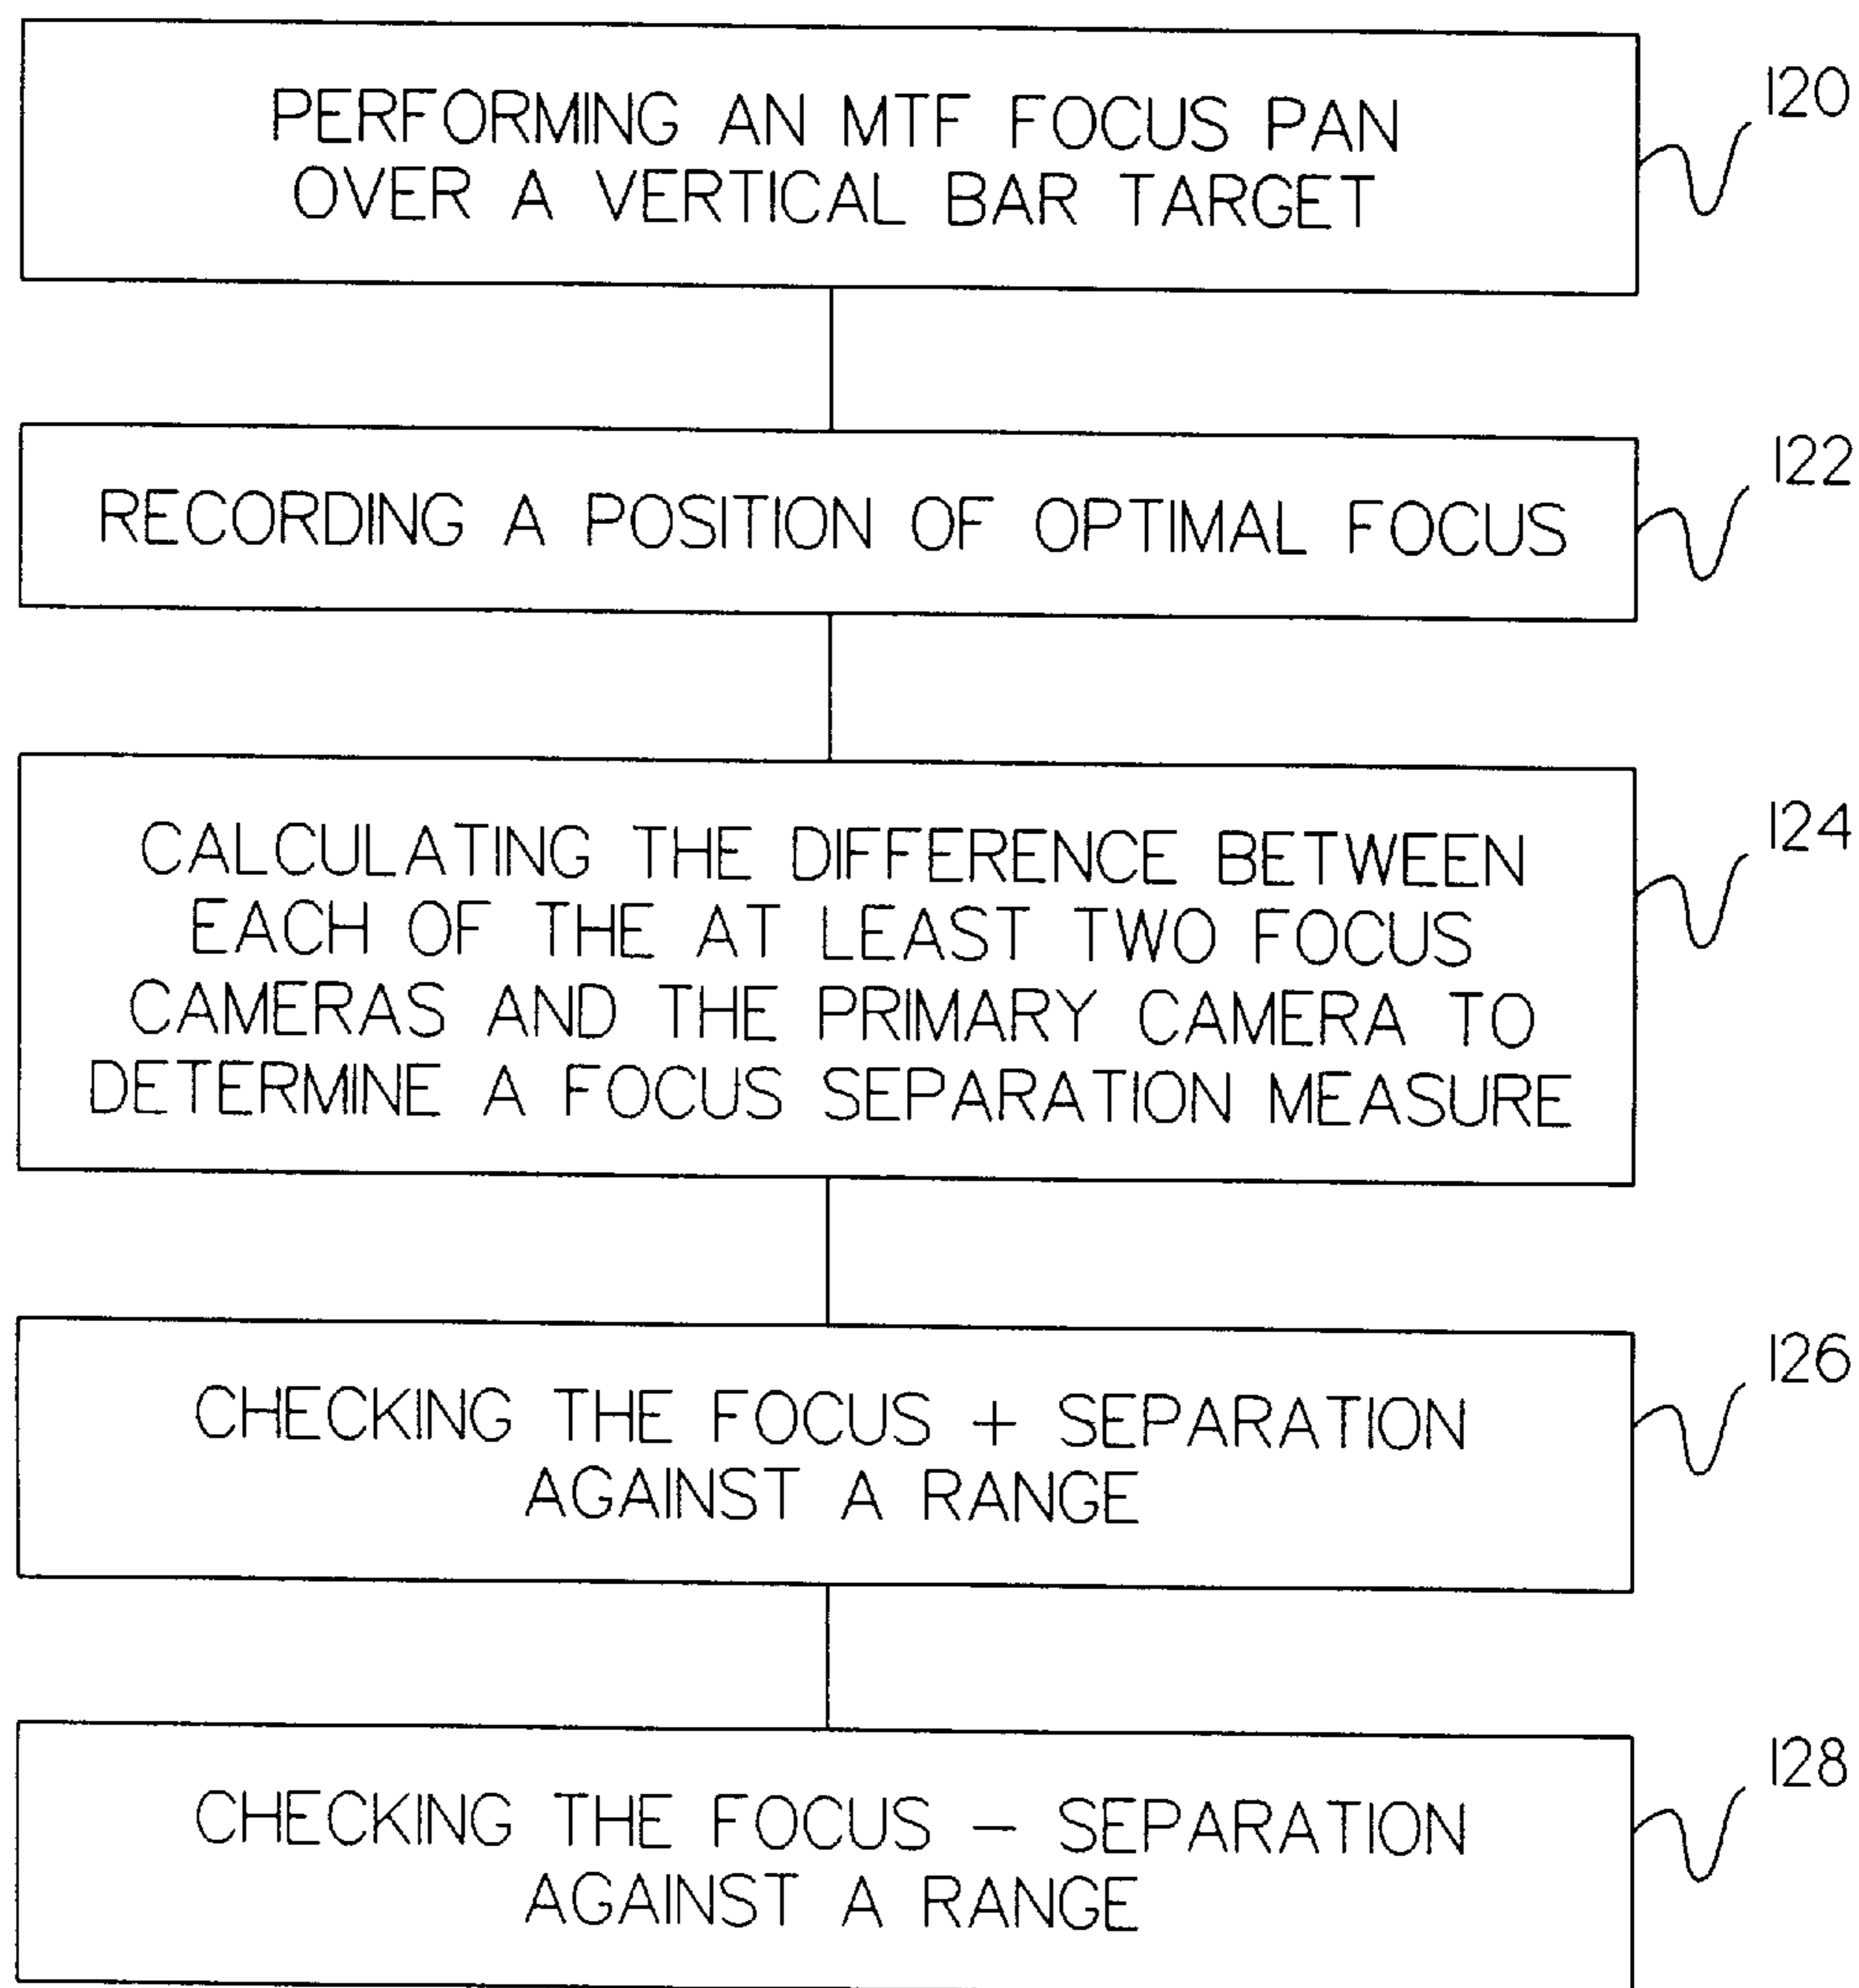 PERFORMING AN MTF FOCUS PAN
OVER A VERTICAL BAR TARGET
120
RECORDING A POSITION OF OPTIMAL FOCUS
122
CALCULATING THE DIFFERENCE BETWEEN
EACH OF THE AT LEAST TWO FOCUS
CAMERAS AND THE PRIMARY CAMERA TO
DETERMINE A FOCUS SEPARATION MEASURE
124
CHECKING THE FOCUS + SEPARATION
AGAINST A RANGE
126
CHECKING THE FOCUS – SEPARATION
AGAINST A RANGE
128